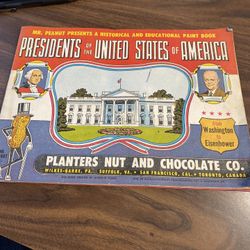 MR. PEANUT PRESENTS A HISTORICAL AND EDUCATIONAL PAINT BOOK
PRESIDENTS OF THE UNITED STATES OF AMERICA
from
Washington
to
Eisenhower
PLANTERS NUT AND CHOCOLATE CO.
WILKES-BARRE, PA. SUFFOLK, VA. • SAN FRANCISCO, CAL. • TORONTO, CANADA